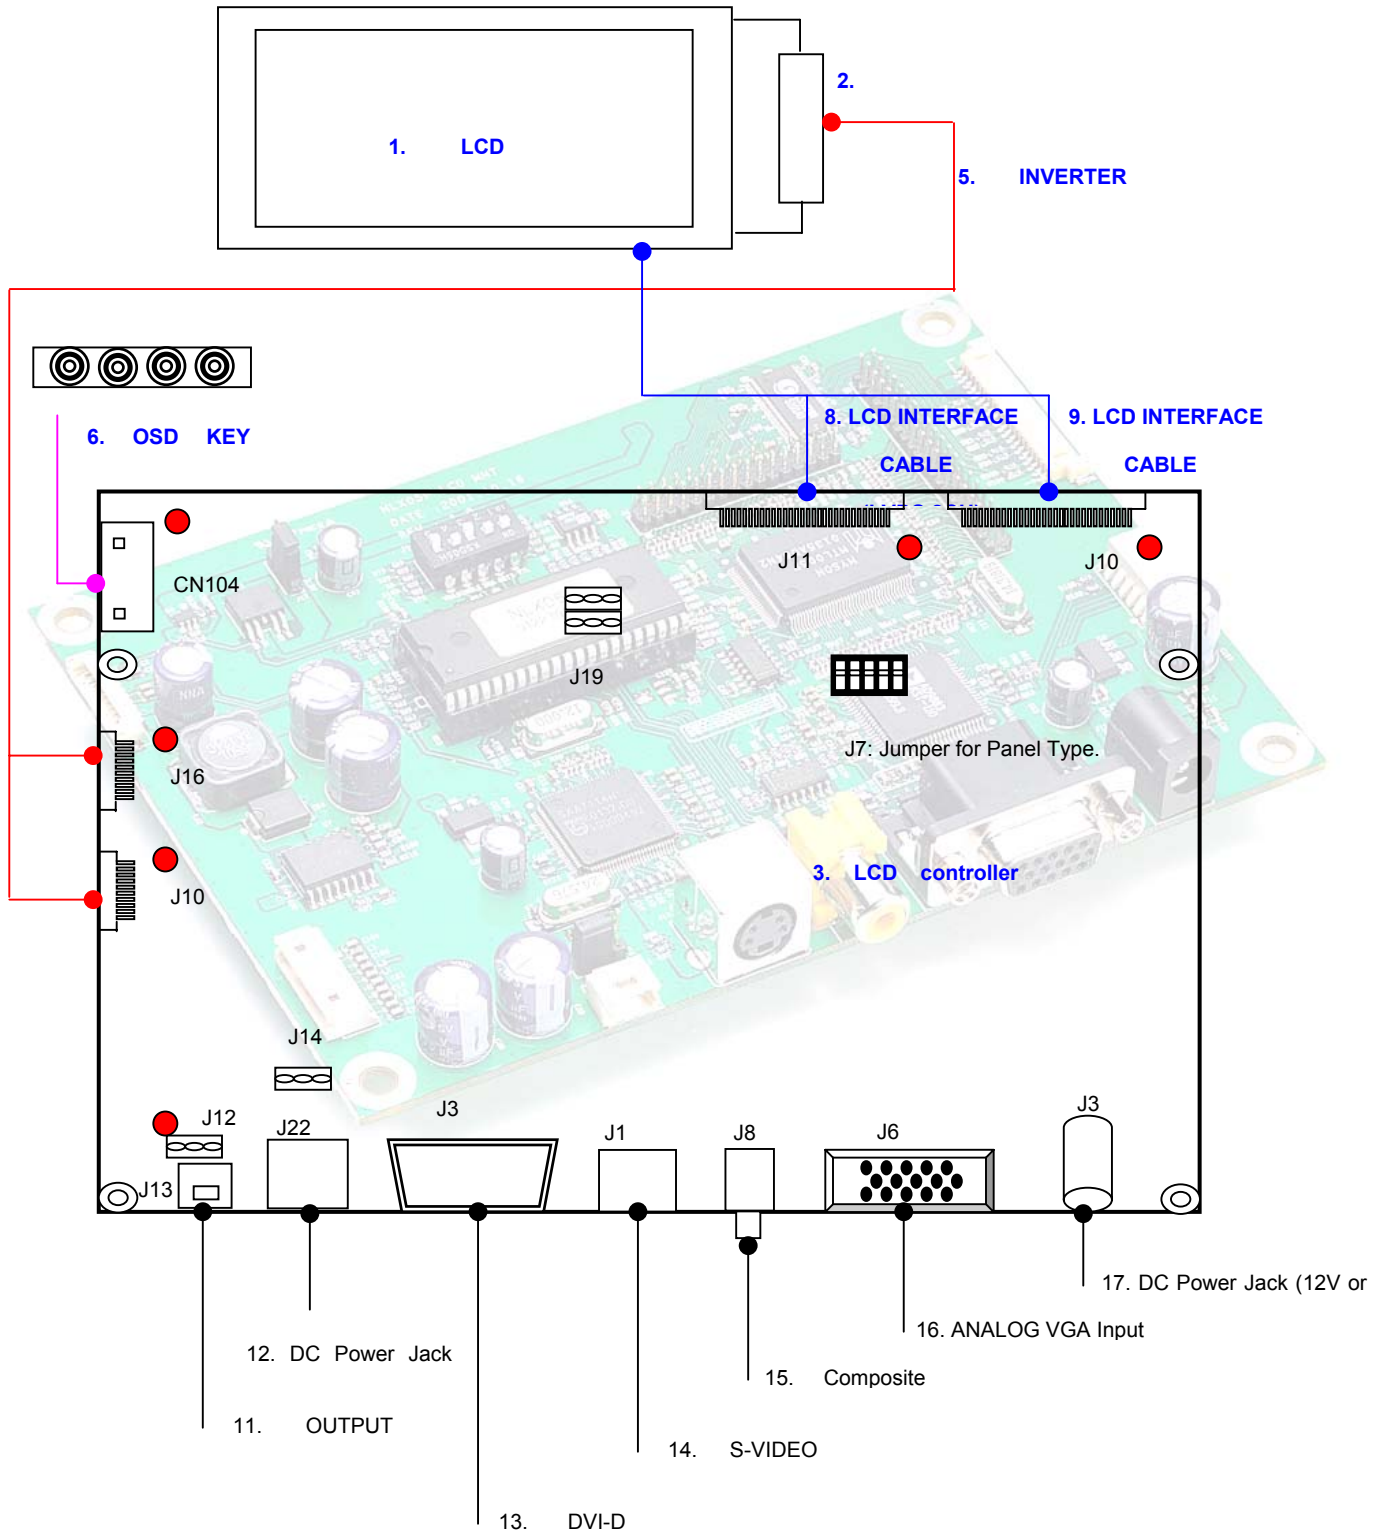 1. LCD
2.
5. INVERTER
6. OSD KEY
8. LCD INTERFACE
CABLE
9. LCD INTERFACE
CABLE
CN104
J11
J10
J19
J16
J7: Jumper for Panel Type.
J10
3. LCD controller
J14
J12
J22
J3
J1
J8
J6
J3
J13
17. DC Power Jack (12V or
16. ANALOG VGA Input
12. DC Power Jack
15. Composite
11. OUTPUT
14. S-VIDEO
13. DVI-D